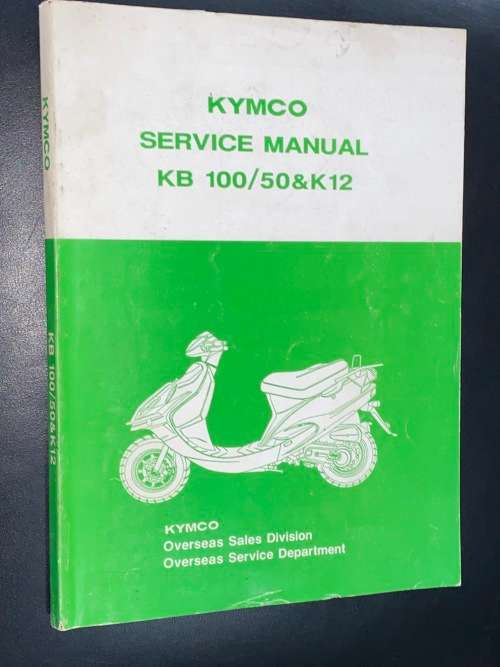 KYMCO
SERVICE MANUAL
KB 100/50&K12
KYMCO
Overseas Sales Division
Overseas Service Department
KYMCO
KB 100/50&K12